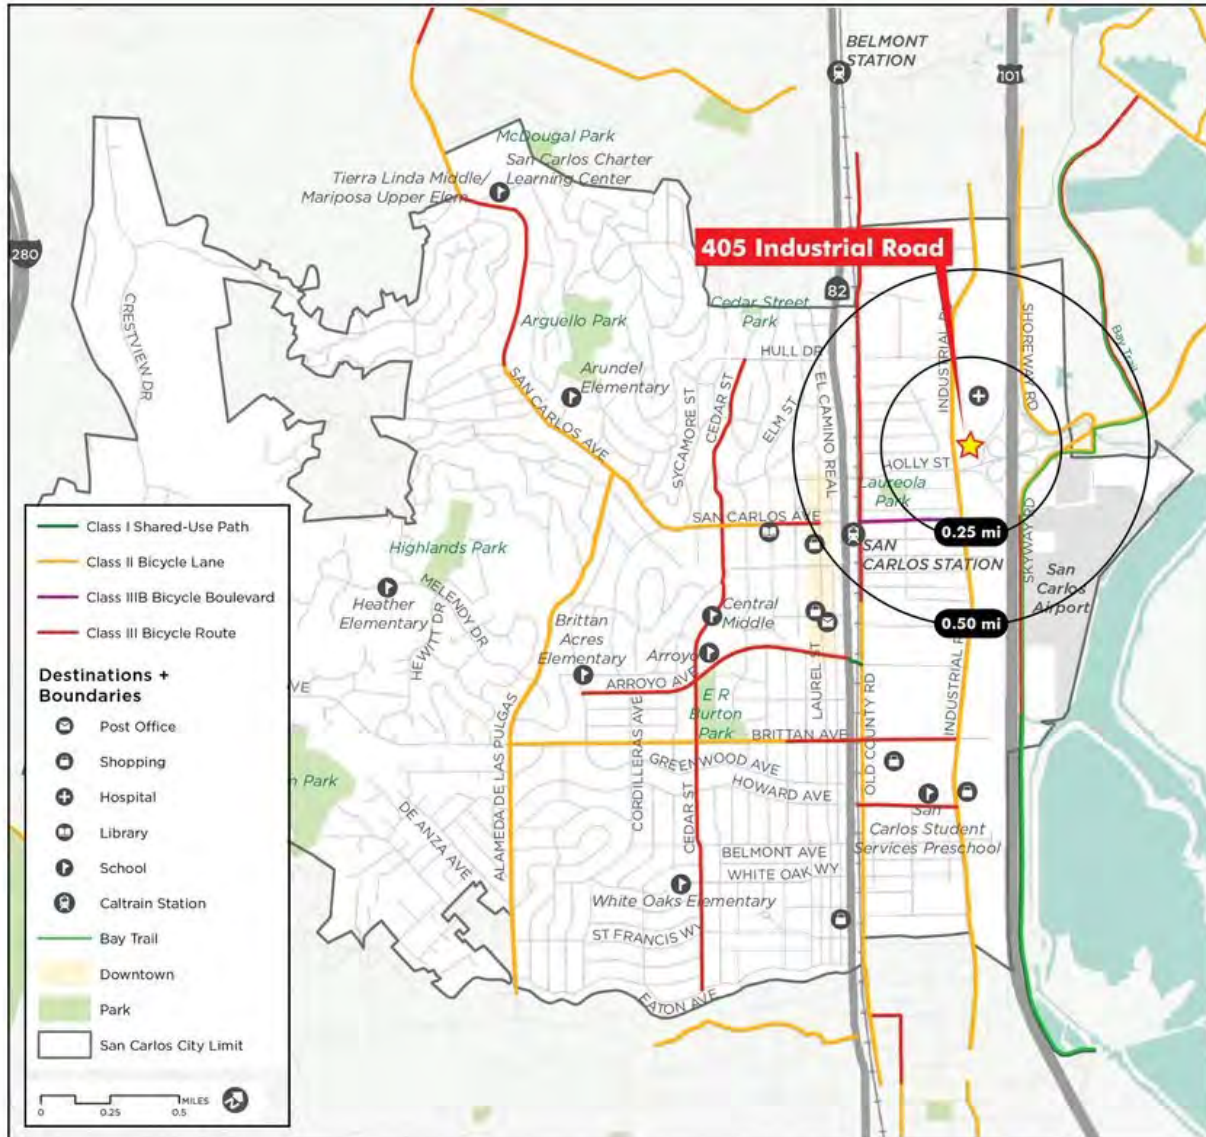 BELMONT
STATION
101
McDougal Park
San Carlos Charter
Learning Center
Tierra Linda Middle/
Mariposa Upper Elem
280
405 Industrial Road
82
CRESTVIEW DR
Arguello Park
Cedar Street
Park
HULL DR
INDUSTRIAL RD
SHOREWAY RD
Bay Trail
Arundel
Elementary
SAN CARLOS AVE
SYCAMORE ST
CEDAR ST
ELM ST
EL CAMINO REAL
HOLLY ST
Laureola
Park
SAN CARLOS AVE
0.25 mi
SAN
CARLOS STATION
SKYWAY RD
San
Carlos
Airport
Highlands Park
Heather
Elementary
MELENDY DR
HEWITT DR
Brittan
Acres
Elementary
Central
Middle
0.50 mi
Arroyo
ARROYO AVE
LAUREL ST
OLD COUNTY RD
INDUSTRIAL R
E R
Burton
Park
AVE
ALAMEDA DE LAS PULGAS
CORDILLERAS AVE
BRITTAN AVE
GREENWOOD AVE
HOWARD AVE
n Park
DE ANZA AVE
CEDAR ST
San
Carlos Student
Services Preschool
BELMONT AVE
WHITE OAK WY
White Oaks Elementary
ST FRANCIS WY
EATON AVE
Class I Shared-Use Path
Class II Bicycle Lane
Class IIIB Bicycle Boulevard
Class III Bicycle Route
Destinations +
Boundaries
Post Office
Shopping
Hospital
Library
School
Caltrain Station
Bay Trail
Downtown
Park
San Carlos City Limit
MILES
0 0.25 0.5